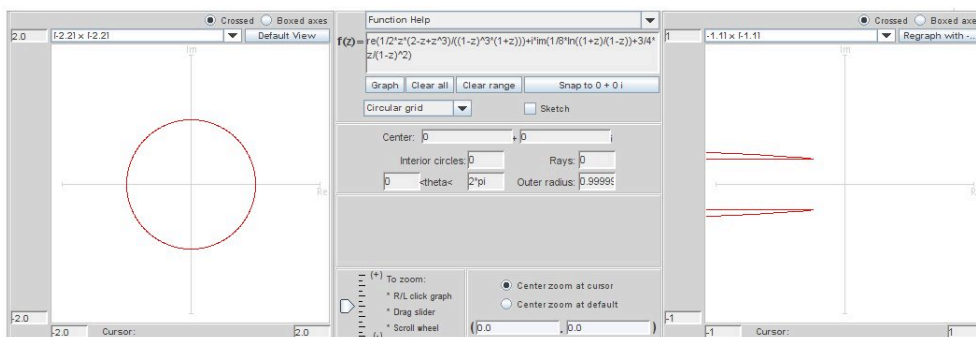 Crossed Boxed axes
2.0 [-2,2] x [-2,2] Default View
Im
Re
-2.0
-2.0 Cursor: 2.0
Function Help
f(z)= re(1/2*z*(2-z+z^3)/((1-z)^3*(1+z)))+i*im(1/8*ln((1+z)/(1-z))+3/4*
z/(1-z)^2)
Graph Clear all Clear range Snap to 0 + 0 i
Circular grid Sketch
Center: 0 + 0 i
Interior circles: 0 Rays: 0
0 <theta< 2*pi Outer radius: 0.9999
(+) To zoom:
* R/L click graph
* Drag slider
* Scroll wheel
(-)
Center zoom at cursor
Center zoom at default
( 0.0 , 0.0 )
Crossed Boxed axes
1 -1,1] x [-1,1] Regraph with -...
Im
Re
-1
-1 Cursor: 1